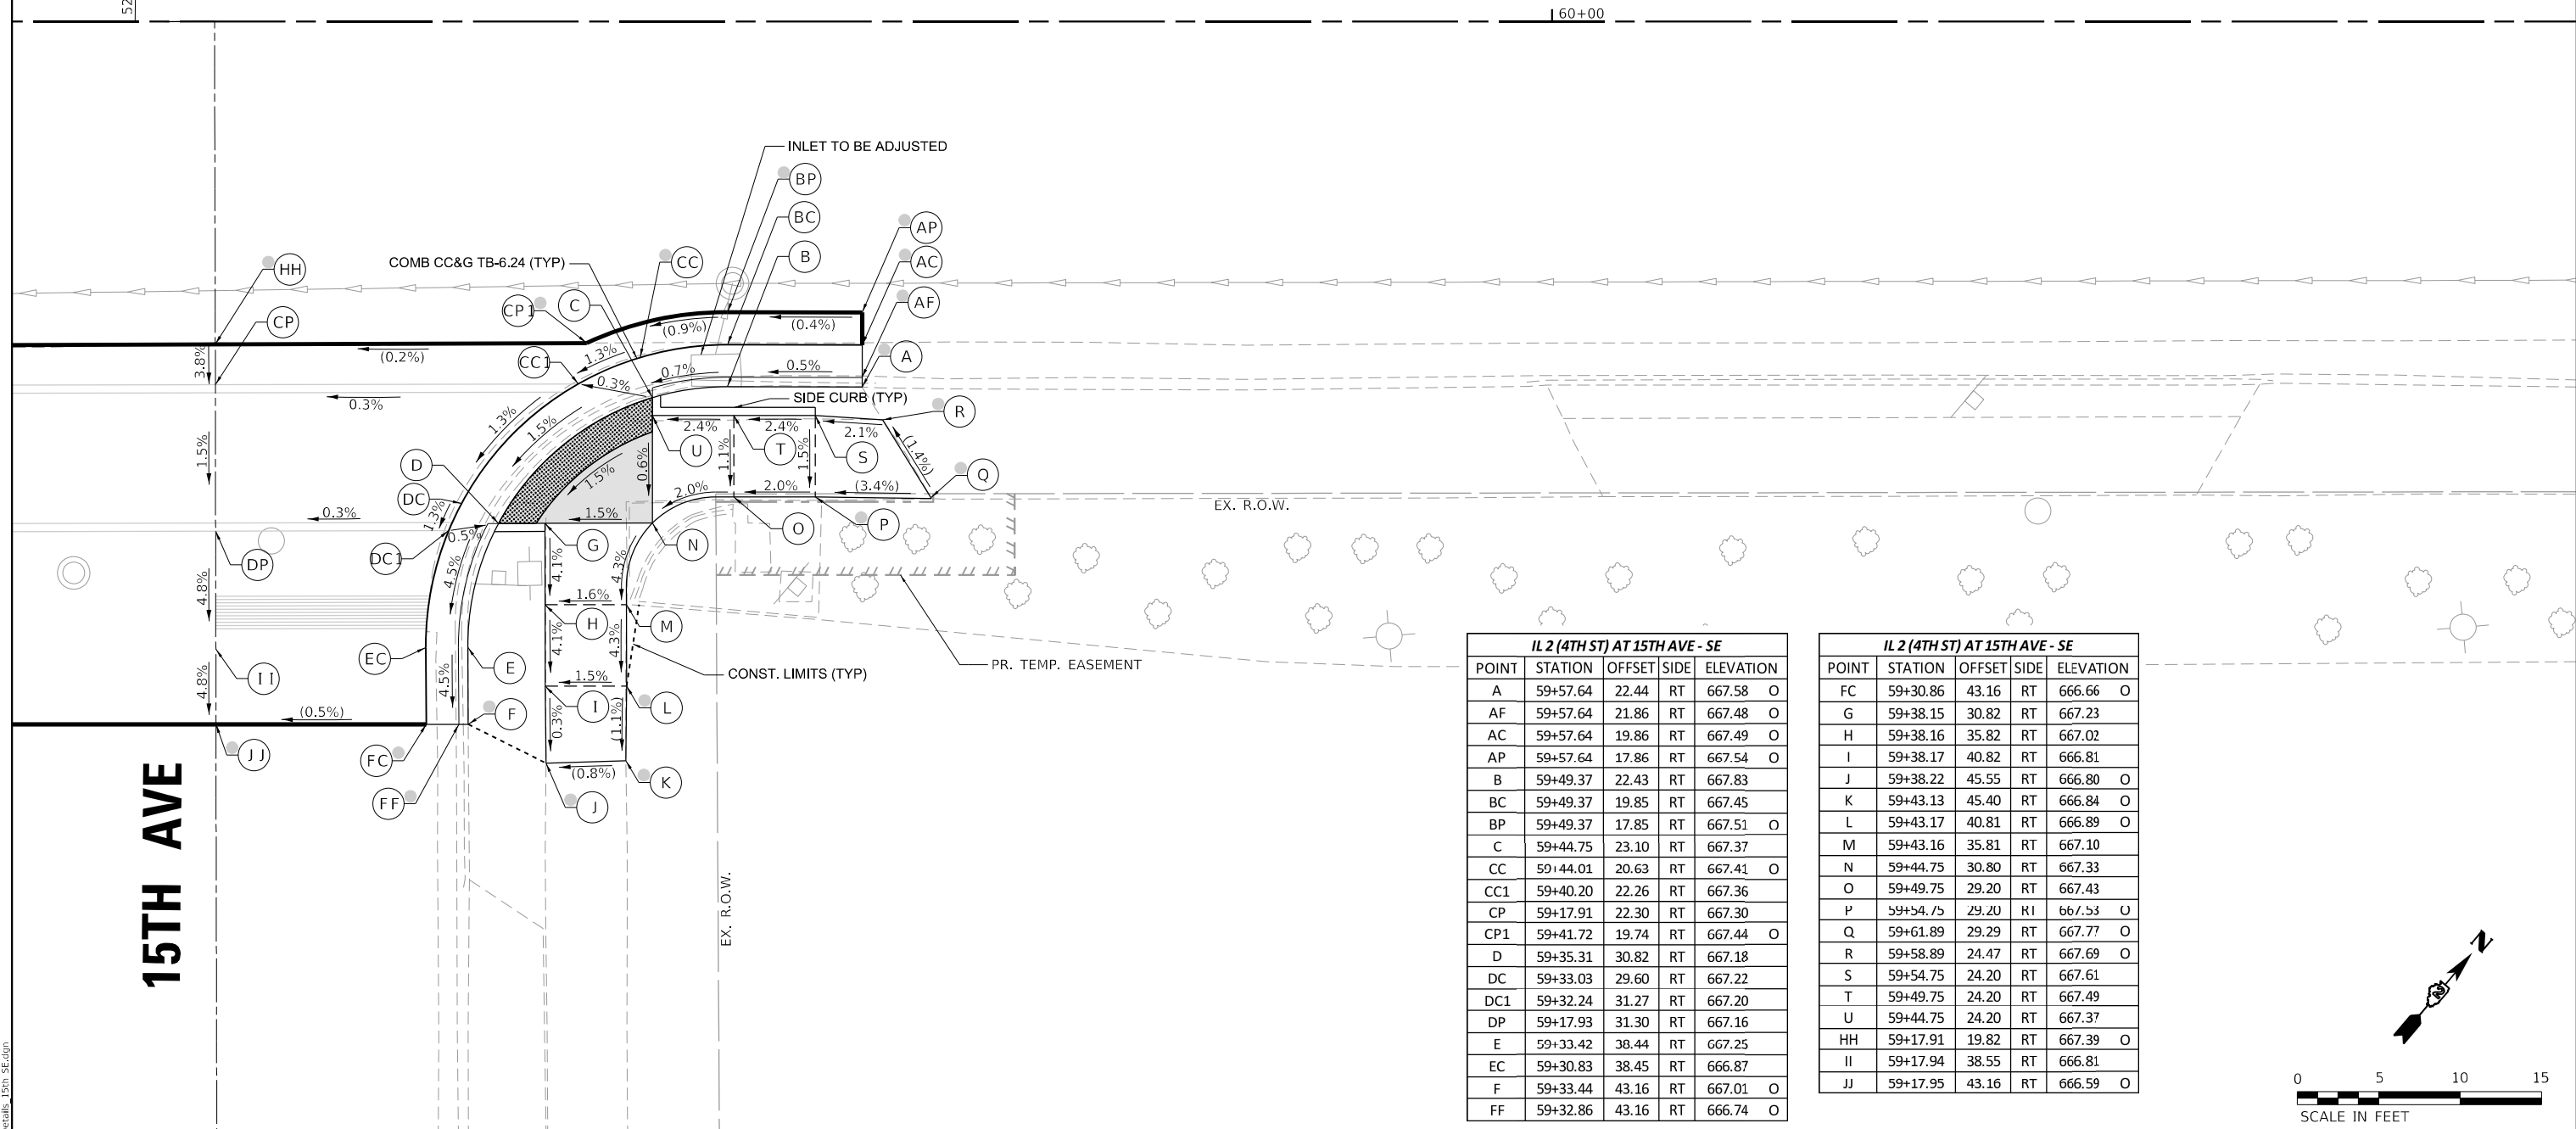 52
60+00
INLET TO BE ADJUSTED
BP
BC
AP
B
COMB CC&G TB-6.24 (TYP)
CC
AC
HH
CP1
C
AF
CP
(0.9%)
(0.4%)
3.8%
(0.2%)
CC1
1.3%
A
0.5%
0.7%
0.3%
0.3%
SIDE CURB (TYP)
R
1.3%
1.5%
2.4%
2.4%
2.1%
1.5%
U
T
S
1.1%
1.5%
(1.4%)
D
0.6%
1.5%
Q
DC
2.0%
2.0%
(3.4%)
EX. R.O.W.
0.3%
1.3%
1.5%
O
P
0.5%
G
N
DC1
DP
4.5%
4.1%
4.3%
4.8%
1.6%
H
M
4.1%
4.3%
EC
E
PR. TEMP. EASEMENT
CONST. LIMITS (TYP)
II
4.8%
4.5%
1.5%
I
L
(0.5%)
F
0.3%
(1.1%)
JJ
FC
(0.8%)
K
FF
J
15TH AVE
EX. R.O.W.
IL 2 (4TH ST) AT 15TH AVE - SE
POINT STATION OFFSET SIDE ELEVATION
A 59+57.64 22.44 RT 667.58 O
AF 59+57.64 21.86 RT 667.48 O
AC 59+57.64 19.86 RT 667.49 O
AP 59+57.64 17.86 RT 667.54 O
B 59+49.37 22.43 RT 667.83
BC 59+49.37 19.85 RT 667.45
BP 59+49.37 17.85 RT 667.51 O
C 59+44.75 23.10 RT 667.37
CC 59+44.01 20.63 RT 667.41 O
CC1 59+40.20 22.26 RT 667.36
CP 59+17.91 22.30 RT 667.30
CP1 59+41.72 19.74 RT 667.44 O
D 59+35.31 30.82 RT 667.18
DC 59+33.03 29.60 RT 667.22
DC1 59+32.24 31.27 RT 667.20
DP 59+17.93 31.30 RT 667.16
E 59+33.42 38.44 RT 667.25
EC 59+30.83 38.45 RT 666.87
F 59+33.44 43.16 RT 667.01 O
FF 59+32.86 43.16 RT 666.74 O
IL 2 (4TH ST) AT 15TH AVE - SE
POINT STATION OFFSET SIDE ELEVATION
FC 59+30.86 43.16 RT 666.66 O
G 59+38.15 30.82 RT 667.23
H 59+38.16 35.82 RT 667.02
I 59+38.17 40.82 RT 666.81
J 59+38.22 45.55 RT 666.80 O
K 59+43.13 45.40 RT 666.84 O
L 59+43.17 40.81 RT 666.89 O
M 59+43.16 35.81 RT 667.10
N 59+44.75 30.80 RT 667.33
O 59+49.75 29.20 RT 667.43
P 59+54.75 29.20 RT 667.53 O
Q 59+61.89 29.29 RT 667.77 O
R 59+58.89 24.47 RT 667.69 O
S 59+54.75 24.20 RT 667.61
T 59+49.75 24.20 RT 667.49
U 59+44.75 24.20 RT 667.37
HH 59+17.91 19.82 RT 667.39 O
II 59+17.94 38.55 RT 666.81
JJ 59+17.95 43.16 RT 666.59 O
N
2
0 5 10 15
SCALE IN FEET
etails_15th SE.dgn